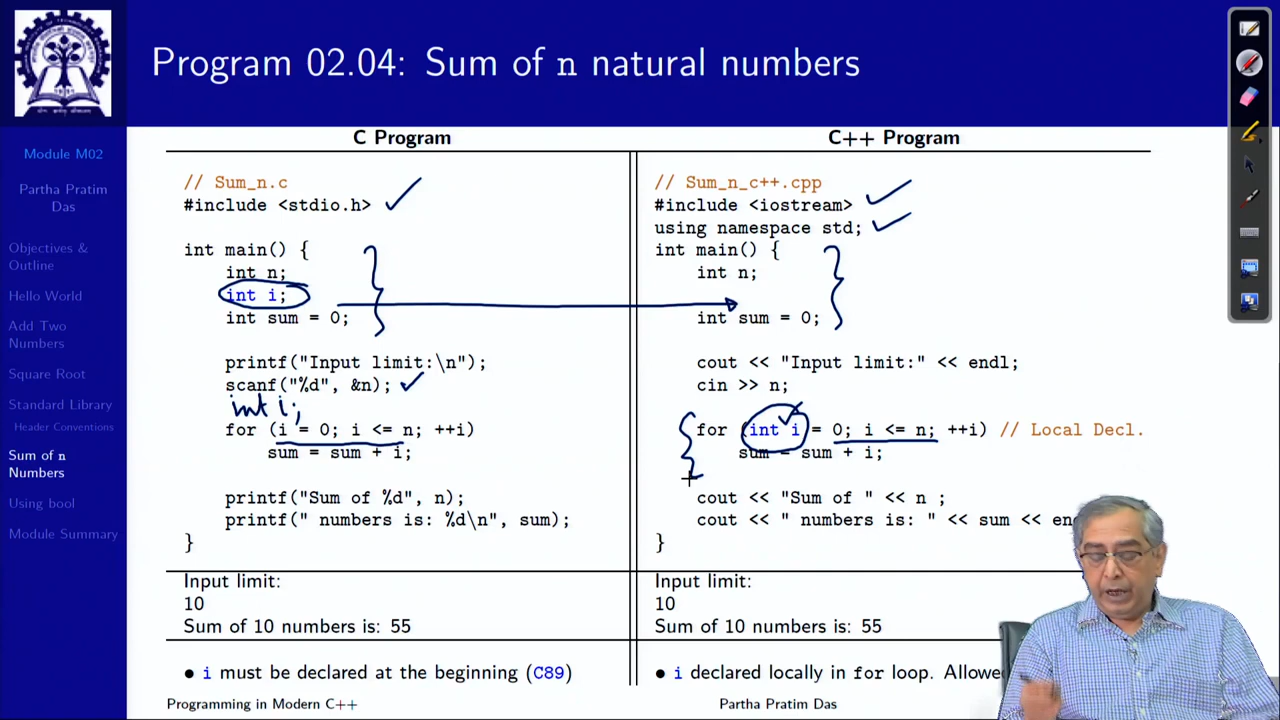 Program 02.04: Sum of n natural numbers
Module M02
Partha Pratim
Das
Objectives &
Outline
Hello World
Add Two
Numbers
Square Root
Standard Library
Header Conventions
Sum of n
Numbers
Using bool
Module Summary
C Program
// Sum_n.c
#include <stdio.h>
int main() {
int n;
int i;
int sum = 0;
printf("Input limit:\n");
scanf("%d", &n);
int i;
for (i = 0; i <= n; ++i)
sum = sum + i;
printf("Sum of %d", n);
printf(" numbers is: %d\n", sum);
}
Input limit:
10
Sum of 10 numbers is: 55
• i must be declared at the beginning (C89)
C++ Program
// Sum_n_c++.cpp
#include <iostream>
using namespace std;
int main() {
int n;
int sum = 0;
cout << "Input limit:" << endl;
cin >> n;
for (int i = 0; i <= n; ++i) // Local Decl.
sum = sum + i;
cout << "Sum of " << n ;
cout << " numbers is: " << sum <<
}
Input limit:
10
Sum of 10 numbers is: 55
• i declared locally in for loop.
Programming in Modern C++
Partha Pratim Das